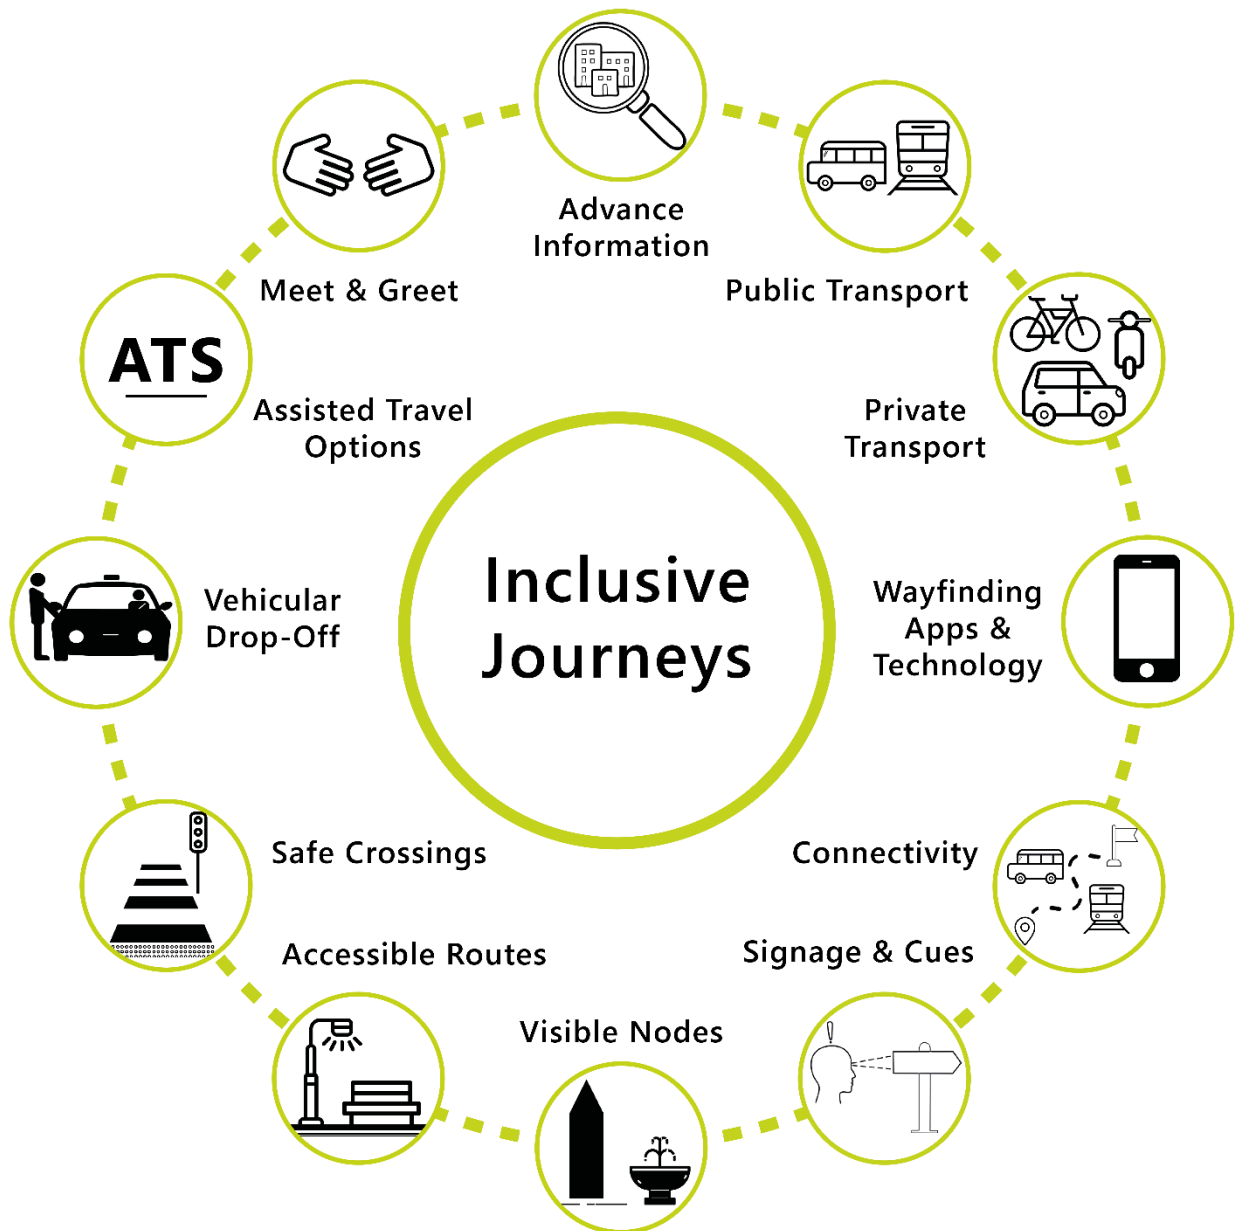 Advance
Information
Public Transport
Private
Transport
Wayfinding
Apps &
Technology
Connectivity
Signage & Cues
Visible Nodes
Accessible Routes
Safe Crossings
Vehicular
Drop-Off
ATS
Assisted Travel
Options
Meet & Greet
Inclusive
Journeys